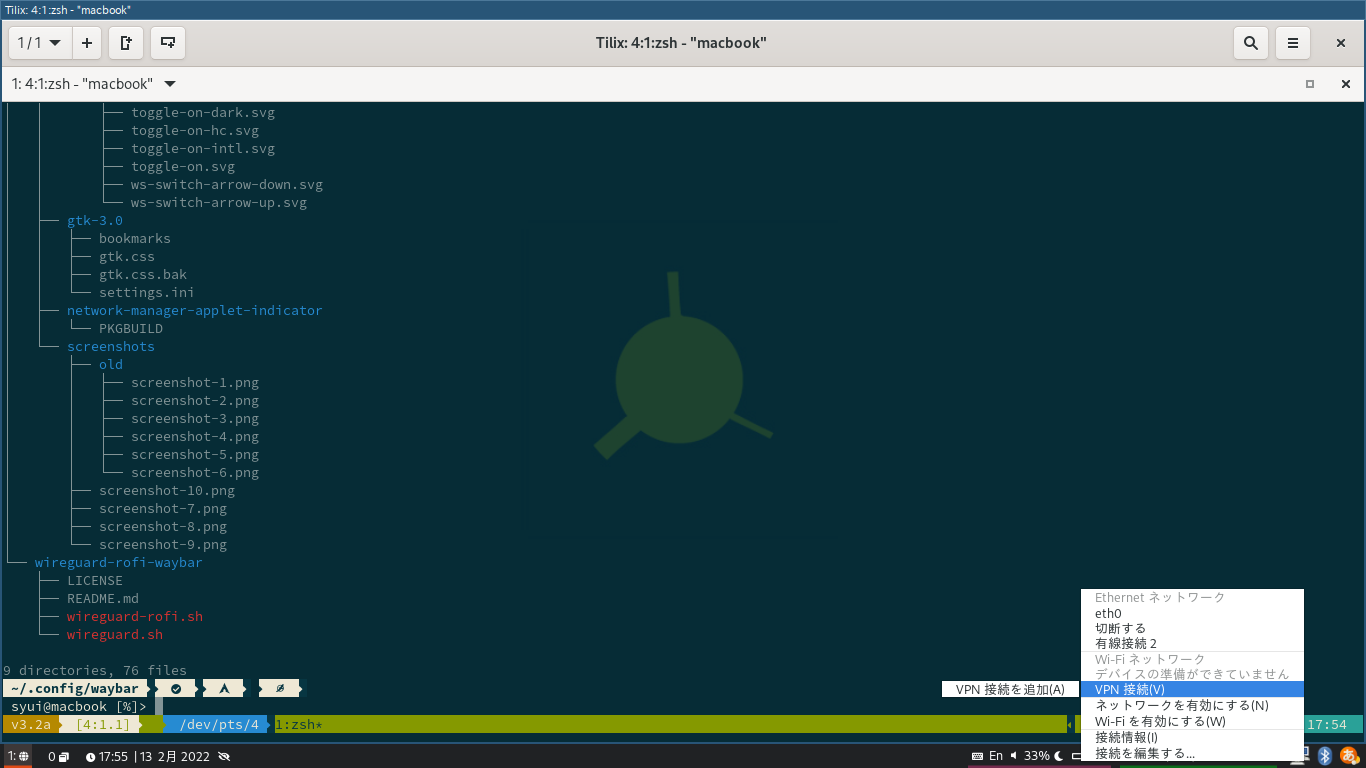 Tilix: 4:1:zsh - "macbook"
1 / 1
Tilix: 4:1:zsh - "macbook"
1: 4:1:zsh - "macbook"
toggle-on-dark.svg
toggle-on-hc.svg
toggle-on-intl.svg
toggle-on.svg
ws-switch-arrow-down.svg
ws-switch-arrow-up.svg
gtk-3.0
bookmarks
gtk.css
gtk.css.bak
settings.ini
network-manager-applet-indicator
PKGBUILD
screenshots
old
screenshot-1.png
screenshot-2.png
screenshot-3.png
screenshot-4.png
screenshot-5.png
screenshot-6.png
screenshot-10.png
screenshot-7.png
screenshot-8.png
screenshot-9.png
wireguard-rofi-waybar
LICENSE
README.md
wireguard-rofi.sh
wireguard.sh
9 directories, 76 files
~/.config/waybar
syui@macbook [%]>
v3.2a [4:1.1] /dev/pts/4 1:zsh* 17:54
VPN 接続を追加(A)
Ethernet ネットワーク
eth0
切断する
有線接続 2
Wi-Fi ネットワーク
デバイスの準備ができていません
VPN 接続(V)
ネットワークを有効にする(N)
Wi-Fi を有効にする(W)
接続情報(I)
接続を編集する...
1: 0 17:55 | 13 2月 2022 En 33% あ